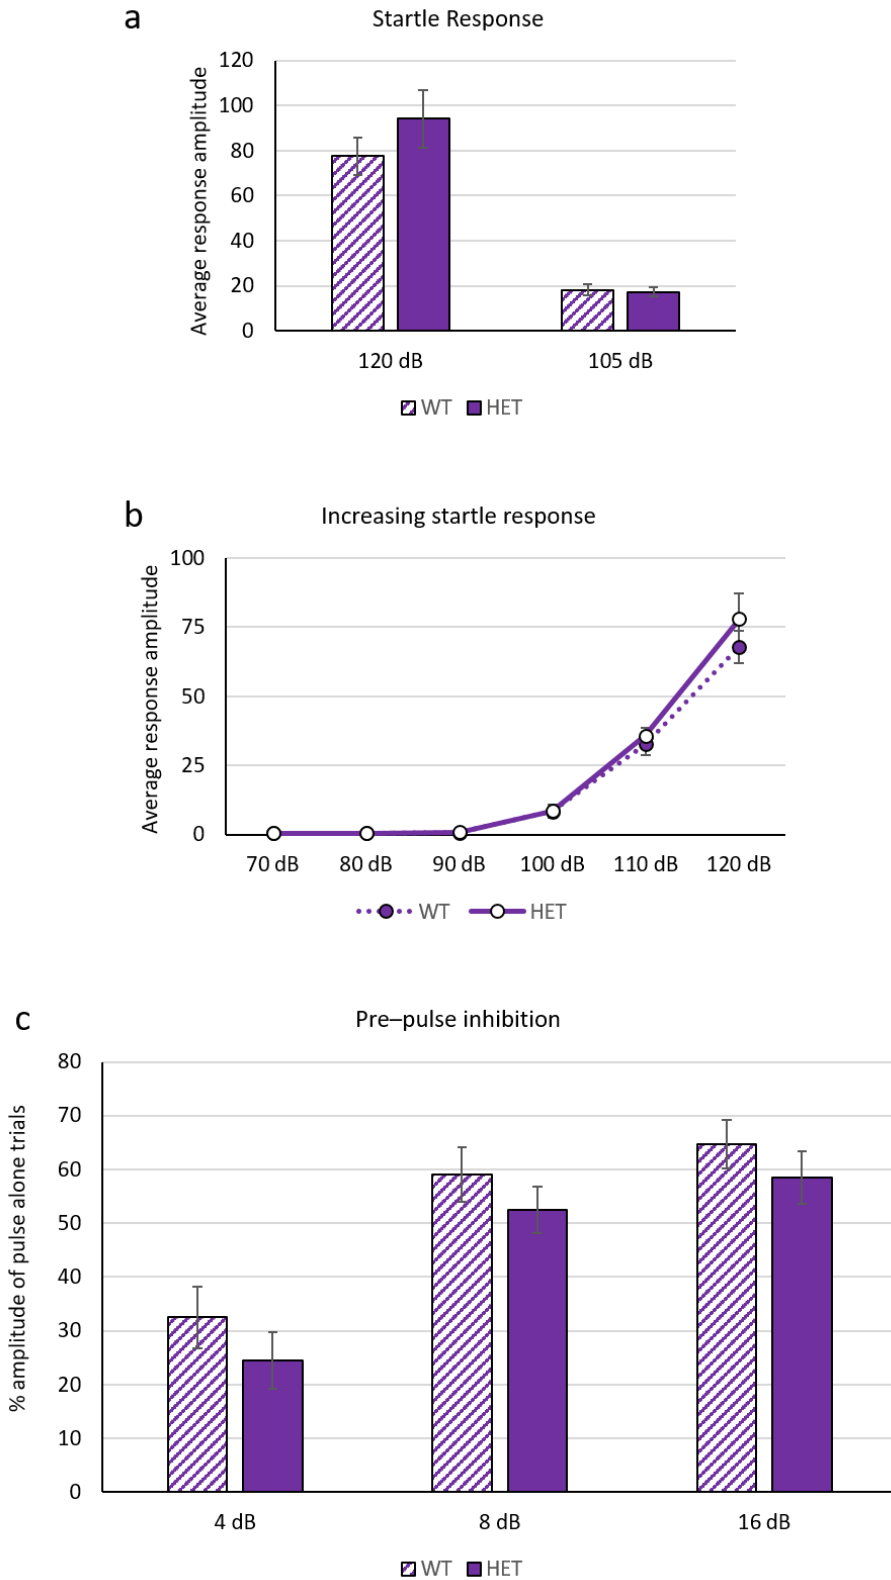 a
Startle Response
Average response amplitude
120
100
80
60
40
20
0
120 dB 105 dB
WT HET
b
Increasing startle response
Average response amplitude
100
75
50
25
0
70 dB 80 dB 90 dB 100 dB 110 dB 120 dB
WT HET
c
Pre–pulse inhibition
% amplitude of pulse alone trials
80
70
60
50
40
30
20
10
0
4 dB 8 dB 16 dB
WT HET